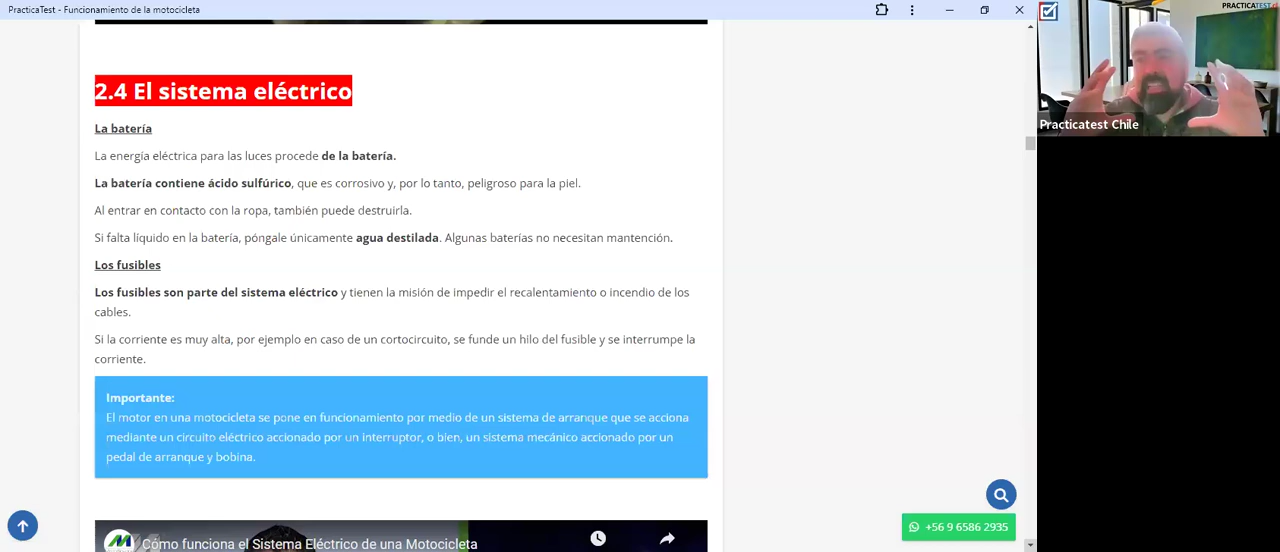 PracticaTest - Funcionamiento de la motocicleta
PRACTICATEST.cl
Practicatest Chile
2.4 El sistema eléctrico
La batería
La energía eléctrica para las luces procede de la batería.
La batería contiene ácido sulfúrico, que es corrosivo y, por lo tanto, peligroso para la piel.
Al entrar en contacto con la ropa, también puede destruirla.
Si falta líquido en la batería, póngale únicamente agua destilada. Algunas baterías no necesitan mantención.
Los fusibles
Los fusibles son parte del sistema eléctrico y tienen la misión de impedir el recalentamiento o incendio de los
cables.
Si la corriente es muy alta, por ejemplo en caso de un cortocircuito, se funde un hilo del fusible y se interrumpe la
corriente.
Importante:
El motor en una motocicleta se pone en funcionamiento por medio de un sistema de arranque que se acciona
mediante un circuito eléctrico accionado por un interruptor, o bien, un sistema mecánico accionado por un
pedal de arranque y bobina.
+56 9 6586 2935
Cómo funciona el Sistema Eléctrico de una Motocicleta